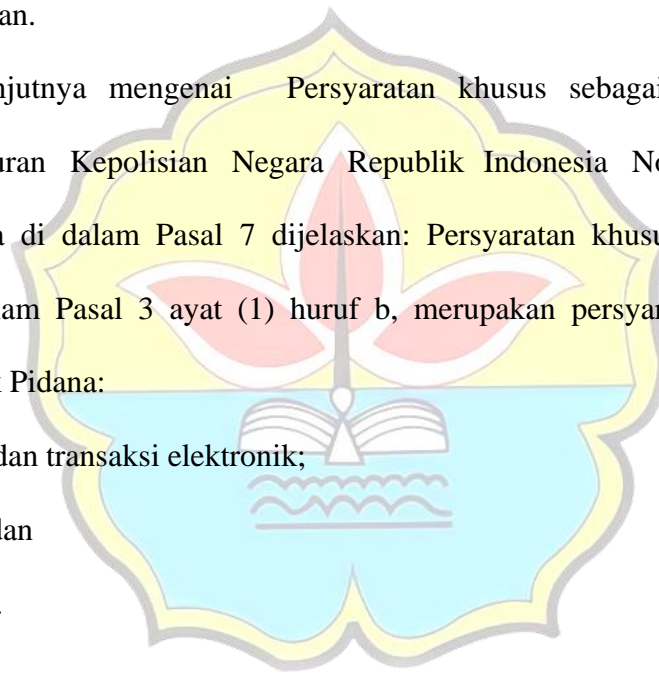 an.
njutnya mengenai Persyaratan khusus sebagai
uran Kepolisian Negara Republik Indonesia No
a di dalam Pasal 7 dijelaskan: Persyaratan khusu
lam Pasal 3 ayat (1) huruf b, merupakan persyar
k Pidana:
dan transaksi elektronik;
dan
.